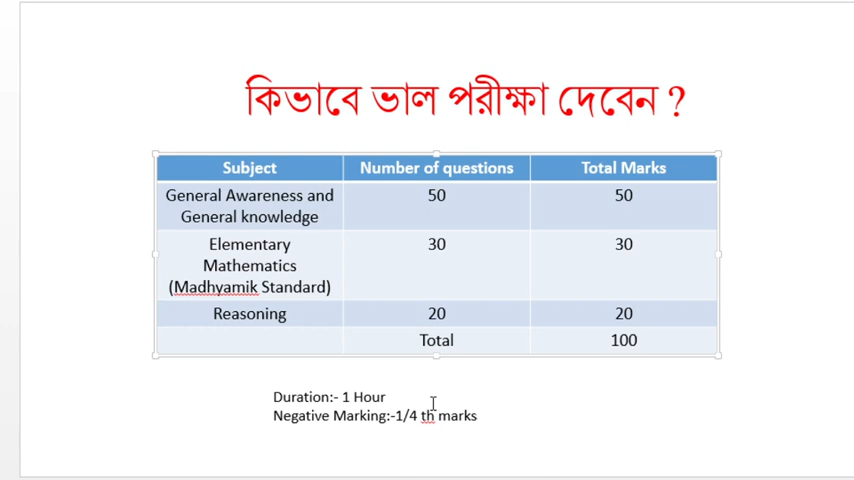 কিভাবে ভাল পরীক্ষা দেবেন ?
Subject Number of questions Total Marks
General Awareness and 50 50
General knowledge
Elementary 30 30
Mathematics
(Madhyamik Standard)
Reasoning 20 20
Total 100
Duration:- 1 Hour
Negative Marking:-1/4 th marks